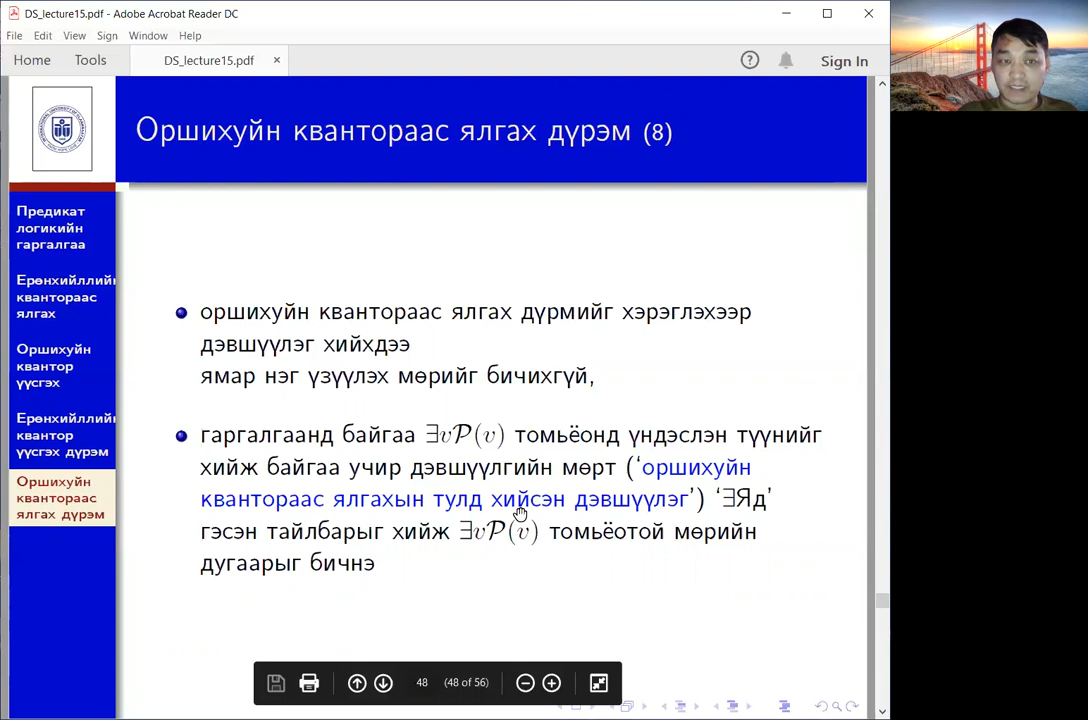 DS_lecture15.pdf - Adobe Acrobat Reader DC
File Edit View Sign Window Help
Home Tools DS_lecture15.pdf × Sign In
Оршихуйн квантораас ялгах дүрэм (8)
Предикат
логикийн
гаргалгаа
Ерөнхийллийн
квантораас
ялгах
Оршихуйн
квантор
үүсгэх
Ерөнхийллийн
квантор
үүсгэх дүрэм
Оршихуйн
квантораас
ялгах дүрэм
оршихуйн квантораас ялгах дүрмийг хэрэглэхээр
дэвшүүлэг хийхдээ
ямар нэг үзүүлэх мөрийг бичихгүй,
гаргалгаанд байгаа ∃v𝒫(v) томьёонд үндэслэн түүнийг
хийж байгаа учир дэвшүүлгийн мөрт (‘оршихуйн
квантораас ялгахын тулд хийсэн дэвшүүлэг’) ‘∃Яд’
гэсэн тайлбарыг хийж ∃v𝒫(v) томьёотой мөрийн
дугаарыг бичнэ
48 (48 of 56)